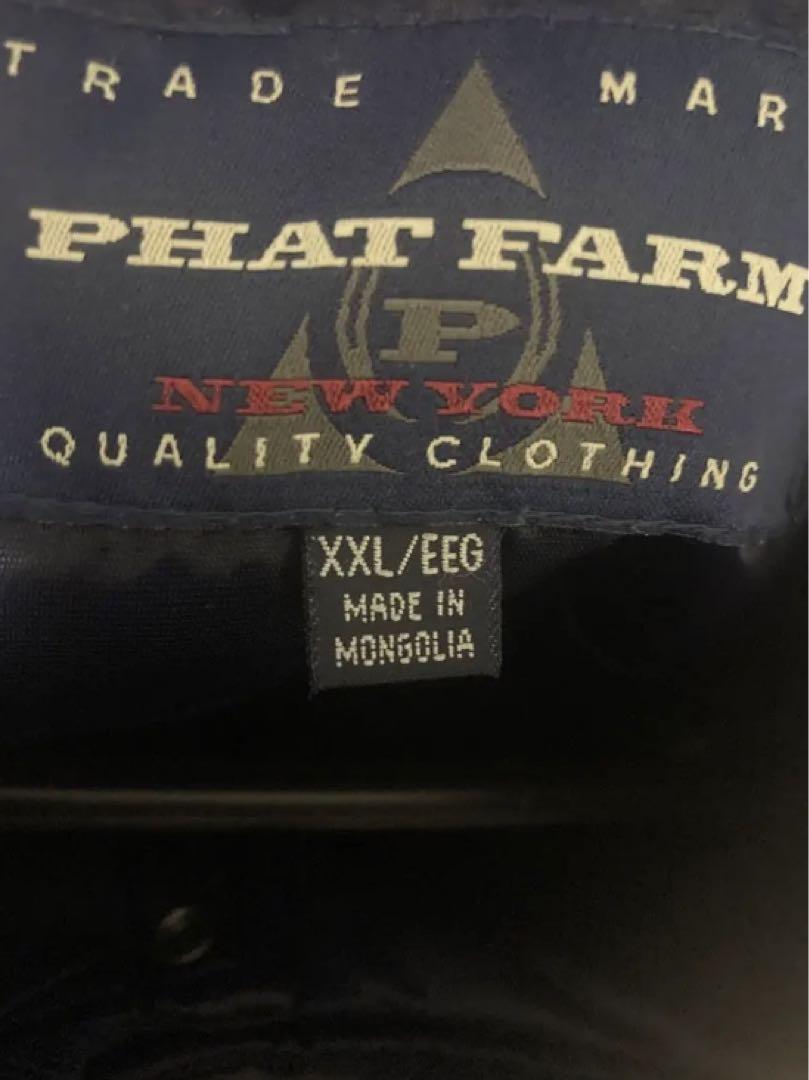 TRADE MAR
PHAT FARM
P
NEW YORK
QUALITY CLOTHING
XXL/EEG
MADE IN
MONGOLIA